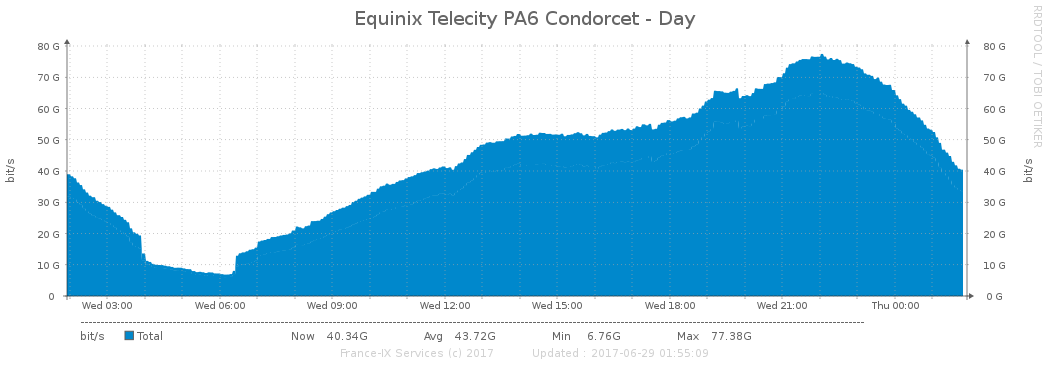 Equinix Telecity PA6 Condorcet - Day
RRDTOOL / TOBI OETIKER
bit/s
80 G
70 G
60 G
50 G
40 G
30 G
20 G
10 G
0
80 G
70 G
60 G
50 G
40 G
30 G
20 G
10 G
0 G
bit/s
Wed 03:00 Wed 06:00 Wed 09:00 Wed 12:00 Wed 15:00 Wed 18:00 Wed 21:00 Thu 00:00
bit/s Total Now 40.34G Avg 43.72G Min 6.76G Max 77.38G
France-IX Services (c) 2017 Updated : 2017-06-29 01:55:09